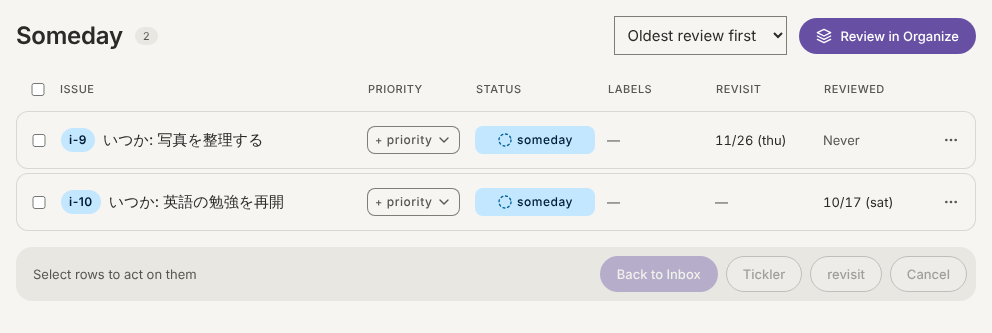 Someday 2 Oldest review first Review in Organize
ISSUE PRIORITY STATUS LABELS REVISIT REVIEWED
i-9 いつか: 写真を整理する + priority someday — 11/26 (thu) Never ...
i-10 いつか: 英語の勉強を再開 + priority someday — — 10/17 (sat) ...
Select rows to act on them Back to Inbox Tickler revisit Cancel